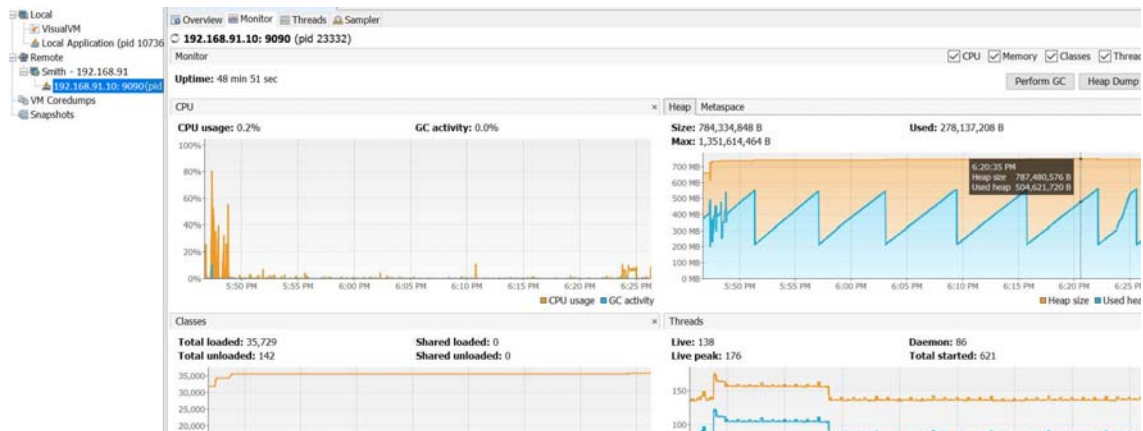 Local
VisualVM
Local Application (pid 10736
Remote
Smith - 192.168.91
192.168.91.10: 9090(pid
VM Coredumps
Snapshots
Overview Monitor Threads Sampler
192.168.91.10: 9090 (pid 23332)
Monitor
CPU Memory Classes Thread
Uptime: 48 min 51 sec
Perform GC Heap Dump
CPU
CPU usage: 0.2% GC activity: 0.0%
100%
80%
60%
40%
20%
0%
5:50 PM 5:55 PM 6:00 PM 6:05 PM 6:10 PM 6:15 PM 6:20 PM 6:25 PM
CPU usage GC activity
Heap Metaspace
Size: 784,334,848 B Used: 278,137,208 B
Max: 1,351,614,464 B
700 MB
600 MB
500 MB
400 MB
300 MB
200 MB
100 MB
0 MB
6:20:35 PM
Heap size 787,480,576 B
Used heap 504,621,720 B
5:50 PM 5:55 PM 6:00 PM 6:05 PM 6:10 PM 6:15 PM 6:20 PM 6:25 P
Heap size Used hea
Classes
Total loaded: 35,729 Shared loaded: 0
Total unloaded: 142 Shared unloaded: 0
35,000
30,000
25,000
20,000
Threads
Live: 138 Daemon: 86
Live peak: 176 Total started: 621
150
100